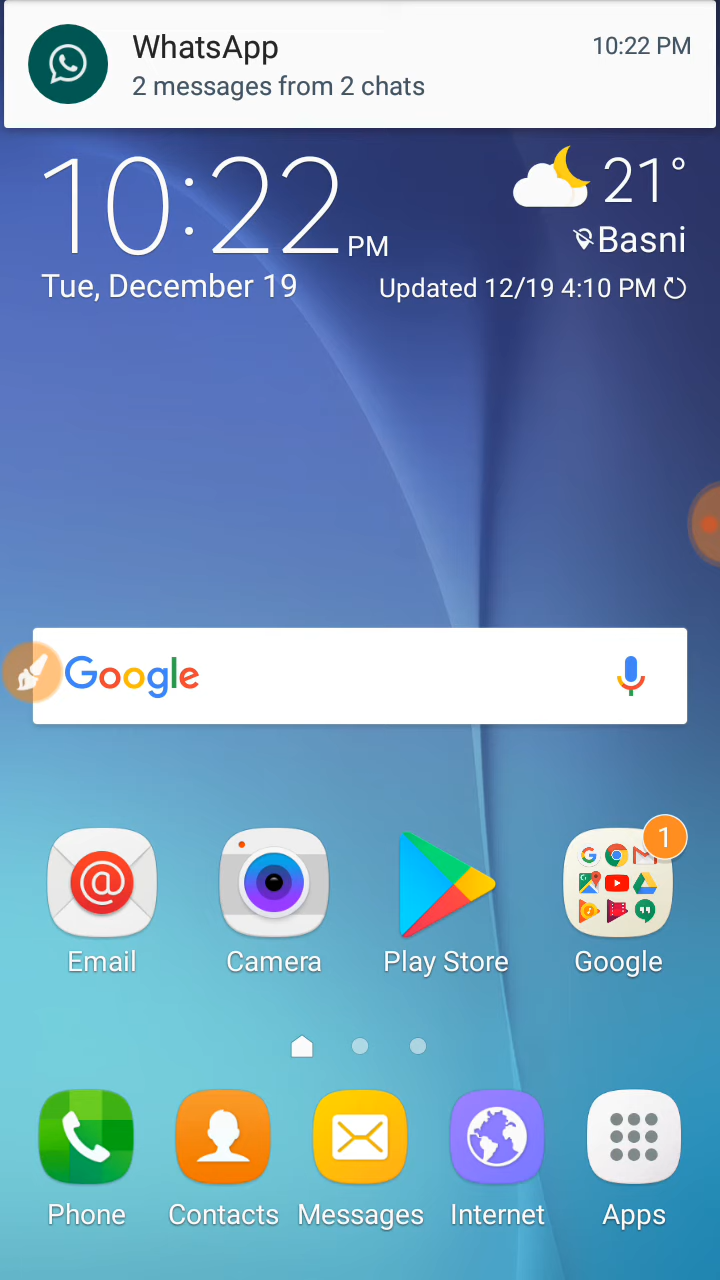 WhatsApp 10:22 PM
2 messages from 2 chats
10:22 PM
21°
Basni
Tue, December 19
Updated 12/19 4:10 PM
Google
1
Email Camera Play Store Google
Phone Contacts Messages Internet Apps